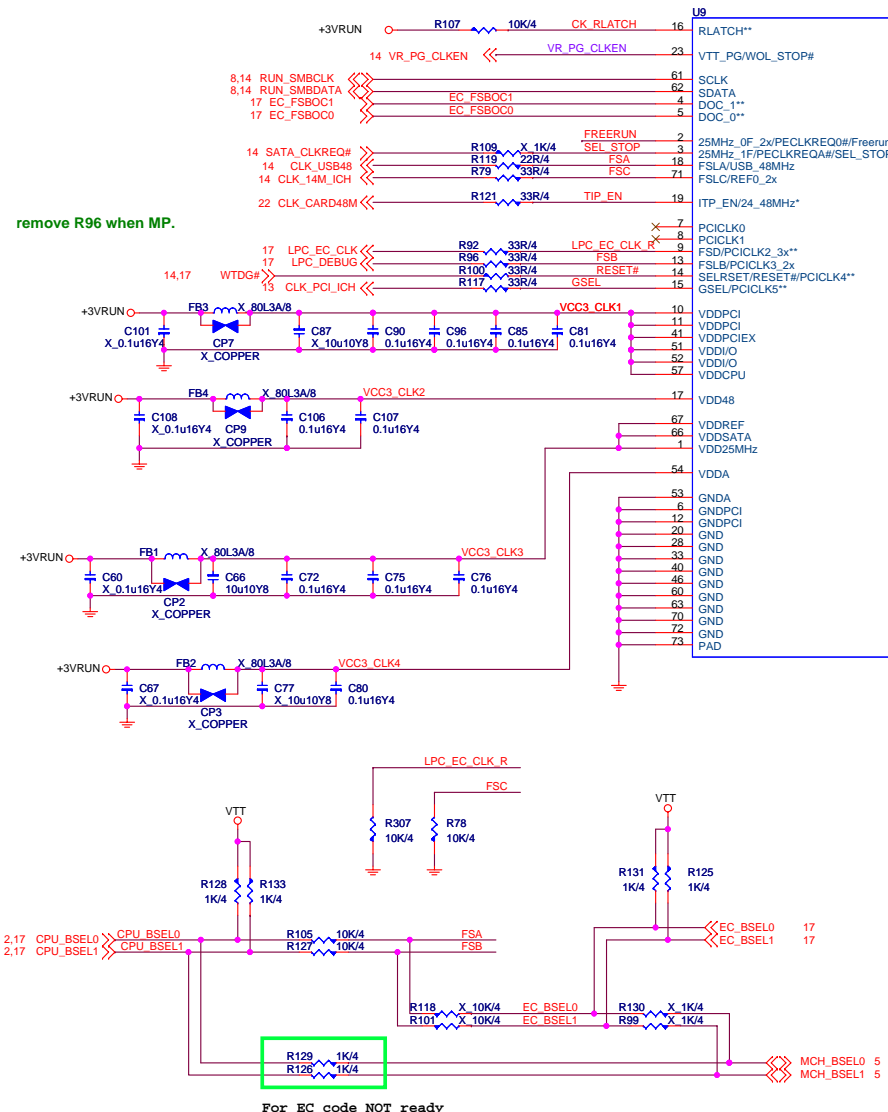 U9
+3VRUN R107 10K/4 CK_RLATCH 16 RLATCH**
14 VR_PG_CLKEN VR_PG_CLKEN 23 VTT_PG/WOL_STOP#
8,14 RUN_SMBCLK 61 SCLK
8,14 RUN_SMBDATA 62 SDATA
17 EC_FSBOC1 EC_FSBOC1 4 DOC_1**
17 EC_FSBOC0 EC_FSBOC0 5 DOC_0**
FREERUN 2 25MHz_0F_2x/PECLKREQ0#/Freerun
14 SATA_CLKREQ# R109 X_1K/4 SEL_STOP 3 25MHz_1F/PECLKREQA#/SEL_STOP
14 CLK_USB48 R119 22R/4 FSA 18 FSLA/USB_48MHz
14 CLK_14M_ICH R79 33R/4 FSC 71 FSLC/REF0_2x
22 CLK_CARD48M R121 33R/4 TIP_EN 19 ITP_EN/24_48MHz*
remove R96 when MP.
7 PCICLK0
8 PCICLK1
17 LPC_EC_CLK R92 33R/4 LPC_EC_CLK_R 9 FSD/PCICLK2_3x**
17 LPC_DEBUG R96 33R/4 FSB 13 FSLB/PCICLK3_2x
14,17 WTDG# R100 33R/4 RESET# 14 SELRSET/RESET#/PCICLK4**
13 CLK_PCI_ICH R117 33R/4 GSEL 15 GSEL/PCICLK5**
+3VRUN FB3 X_80L3A/8 VCC3_CLK1 10 VDDPCI
11 VDDPCI
41 VDDPCIEX
51 VDDI/O
52 VDDI/O
57 VDDCPU
C101 X_0.1u16Y4
CP7 X_COPPER
C87 X_10u10Y8
C90 0.1u16Y4
C96 0.1u16Y4
C85 0.1u16Y4
C81 0.1u16Y4
+3VRUN FB4 X_80L3A/8 VCC3_CLK2 17 VDD48
C108 X_0.1u16Y4
CP9 X_COPPER
C106 0.1u16Y4
C107 0.1u16Y4
67 VDDREF
66 VDDSATA
1 VDD25MHz
54 VDDA
53 GNDA
6 GNDPCI
12 GNDPCI
20 GND
28 GND
33 GND
40 GND
46 GND
60 GND
63 GND
70 GND
72 GND
73 PAD
+3VRUN FB1 X_80L3A/8 VCC3_CLK3
C60 X_0.1u16Y4
CP2 X_COPPER
C66 10u10Y8
C72 0.1u16Y4
C75 0.1u16Y4
C76 0.1u16Y4
+3VRUN FB2 X_80L3A/8 VCC3_CLK4
C67 X_0.1u16Y4
CP3 X_COPPER
C77 X_10u10Y8
C80 0.1u16Y4
LPC_EC_CLK_R
FSC
R307 10K/4
R78 10K/4
VTT
R128 1K/4
R133
VTT
R131 1K/4
R125 1K/4
2,17 CPU_BSEL0 CPU_BSEL0 R105 10K/4 FSA
2,17 CPU_BSEL1 CPU_BSEL1 R127 10K/4 FSB
EC_BSEL0 17
EC_BSEL1 17
R118 X_10K/4 EC_BSEL0 R130 X_1K/4
R101 X_10K/4 EC_BSEL1 R99 X_1K/4
R129 1K/4 MCH_BSEL0 5
R126 1K/4 MCH_BSEL1 5
For EC code NOT ready